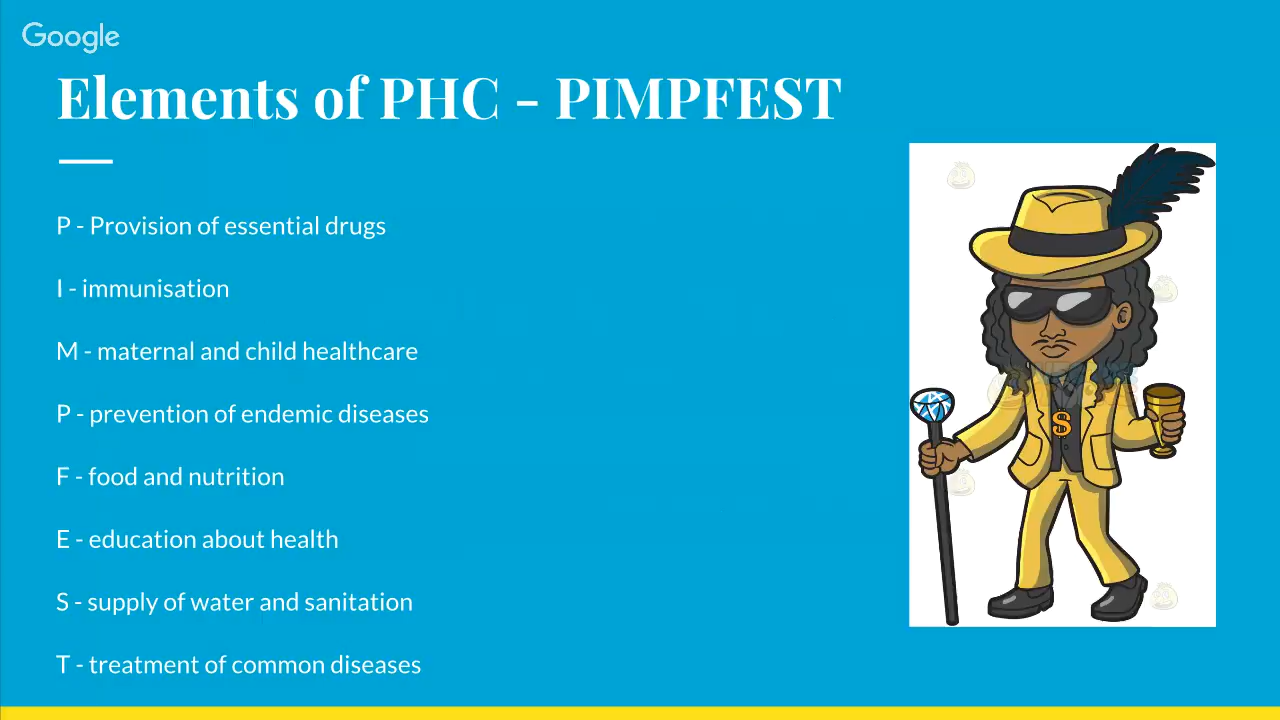 Google
Elements of PHC - PIMPFEST
P - Provision of essential drugs
I - immunisation
M - maternal and child healthcare
P - prevention of endemic diseases
F - food and nutrition
E - education about health
S - supply of water and sanitation
T - treatment of common diseases
$